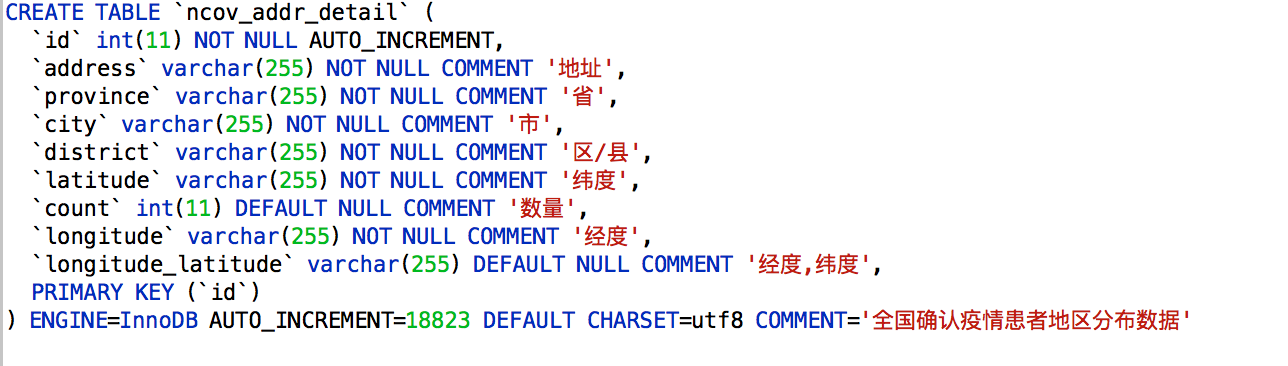 CREATE TABLE `ncov_addr_detail` (
  `id` int(11) NOT NULL AUTO_INCREMENT,
  `address` varchar(255) NOT NULL COMMENT '地址',
  `province` varchar(255) NOT NULL COMMENT '省',
  `city` varchar(255) NOT NULL COMMENT '市',
  `district` varchar(255) NOT NULL COMMENT '区/县',
  `latitude` varchar(255) NOT NULL COMMENT '纬度',
  `count` int(11) DEFAULT NULL COMMENT '数量',
  `longitude` varchar(255) NOT NULL COMMENT '经度',
  `longitude_latitude` varchar(255) DEFAULT NULL COMMENT '经度,纬度',
  PRIMARY KEY (`id`)
) ENGINE=InnoDB AUTO_INCREMENT=18823 DEFAULT CHARSET=utf8 COMMENT='全国确认疫情患者地区分布数据'